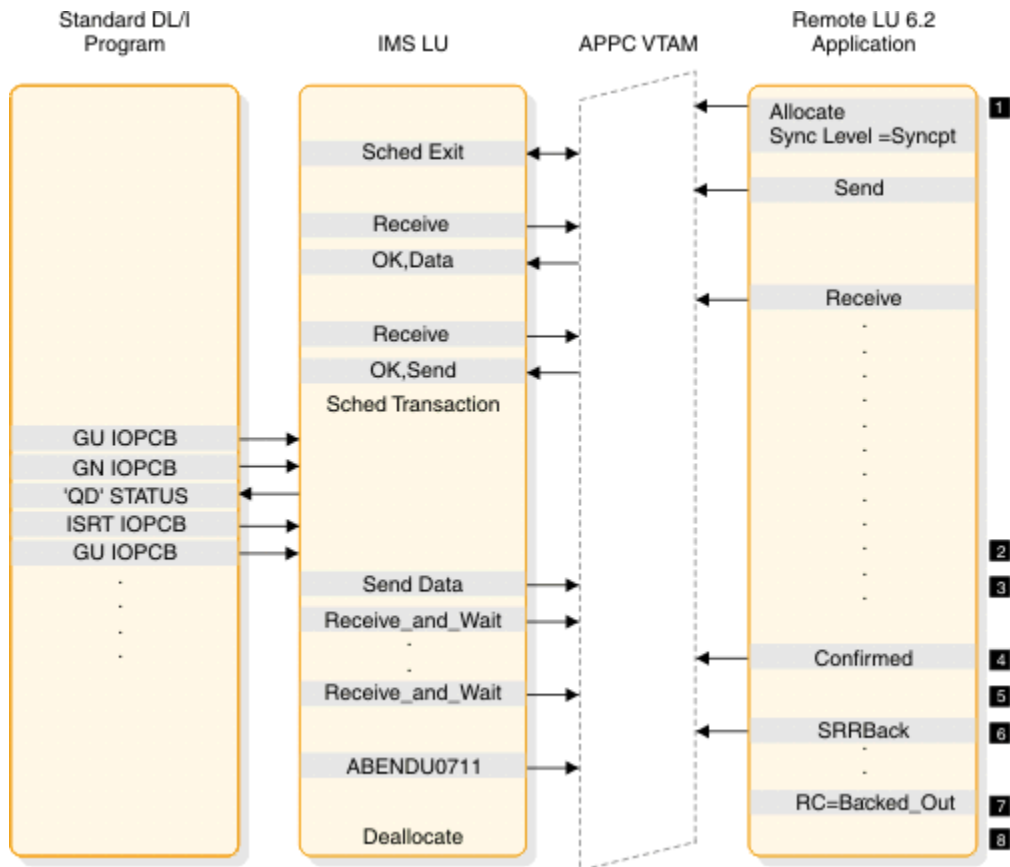 Standard DL/I
Program
IMS LU
APPC VTAM
Remote LU 6.2
Application
Allocate
Sync Level =Syncpt
1
Sched Exit
Send
Receive
OK,Data
Receive
Receive
OK,Send
Sched Transaction
GU IOPCB
GN IOPCB
'QD' STATUS
ISRT IOPCB
GU IOPCB
2
Send Data
3
Receive_and_Wait
Confirmed
4
Receive_and_Wait
5
SRRBack
6
ABENDU0711
RC=Backed_Out
7
Deallocate
8